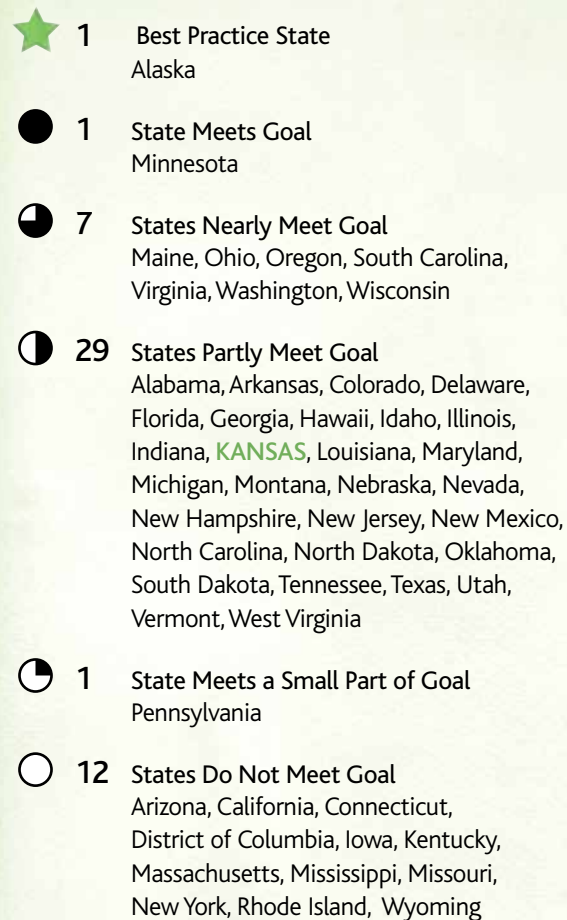 1 Best Practice State
Alaska
1 State Meets Goal
Minnesota
7 States Nearly Meet Goal
Maine, Ohio, Oregon, South Carolina,
Virginia, Washington, Wisconsin
29 States Partly Meet Goal
Alabama, Arkansas, Colorado, Delaware,
Florida, Georgia, Hawaii, Idaho, Illinois,
Indiana, KANSAS, Louisiana, Maryland,
Michigan, Montana, Nebraska, Nevada,
New Hampshire, New Jersey, New Mexico,
North Carolina, North Dakota, Oklahoma,
South Dakota, Tennessee, Texas, Utah,
Vermont, West Virginia
1 State Meets a Small Part of Goal
Pennsylvania
12 States Do Not Meet Goal
Arizona, California, Connecticut,
District of Columbia, Iowa, Kentucky,
Massachusetts, Mississippi, Missouri,
New York, Rhode Island, Wyoming